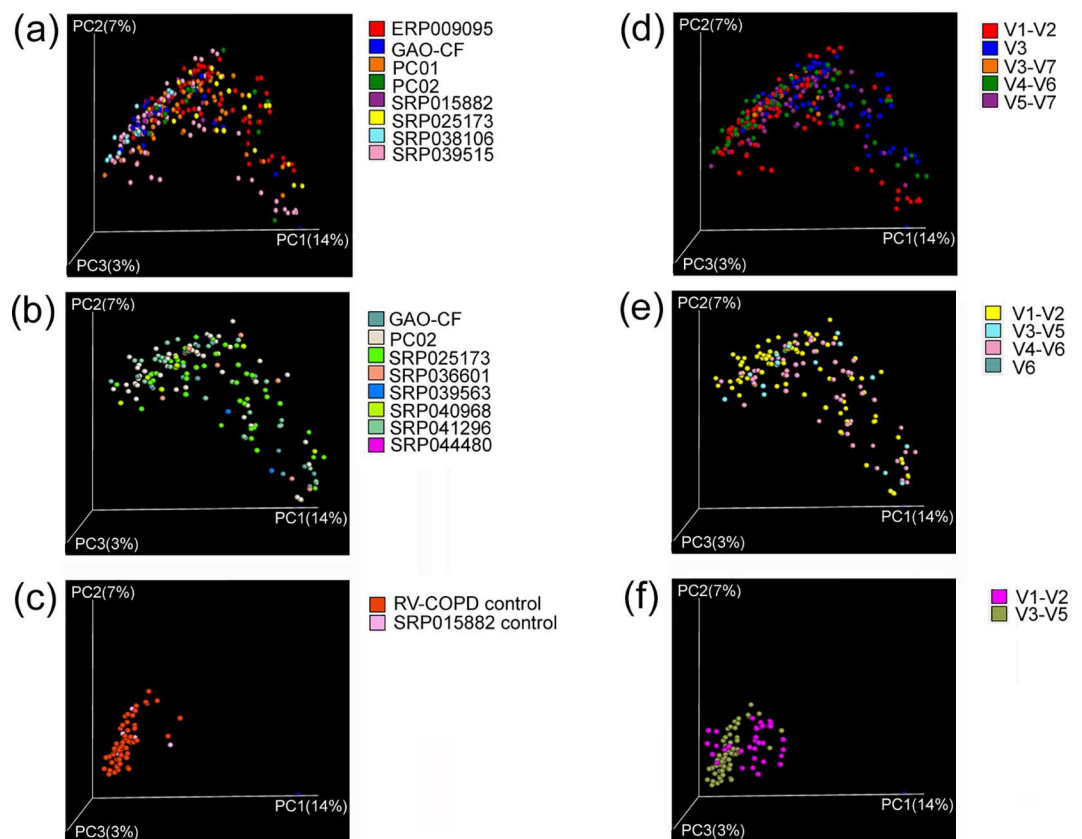 (a)
PC2(7%)
PC1(14%)
PC3(3%)
ERP009095
GAO-CF
PC01
PC02
SRP015882
SRP025173
SRP038106
SRP039515
(d)
PC2(7%)
PC1(14%)
PC3(3%)
V1-V2
V3
V3-V7
V4-V6
V5-V7
(b)
PC2(7%)
PC1(14%)
PC3(3%)
GAO-CF
PC02
SRP025173
SRP036601
SRP039563
SRP040968
SRP041296
SRP044480
(e)
PC2(7%)
PC1(14%)
PC3(3%)
V1-V2
V3-V5
V4-V6
V6
(c)
PC2(7%)
PC1(14%)
PC3(3%)
RV-COPD control
SRP015882 control
(f)
PC2(7%)
PC1(14%)
PC3(3%)
V1-V2
V3-V5